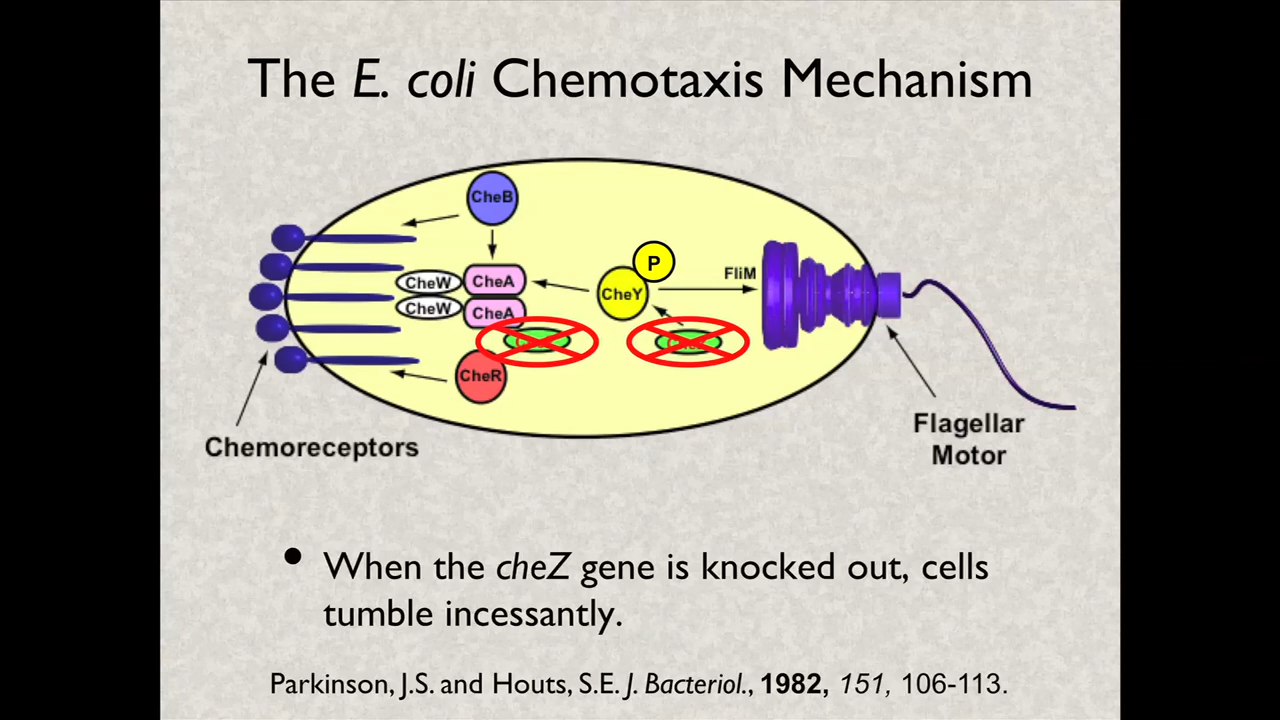 The E. coli Chemotaxis Mechanism
CheB
P
CheW
CheA
CheY
FliM
CheW
CheA
CheR
Chemoreceptors
Flagellar
Motor
• When the cheZ gene is knocked out, cells
tumble incessantly.
Parkinson, J.S. and Houts, S.E. J. Bacteriol., 1982, 151, 106-113.